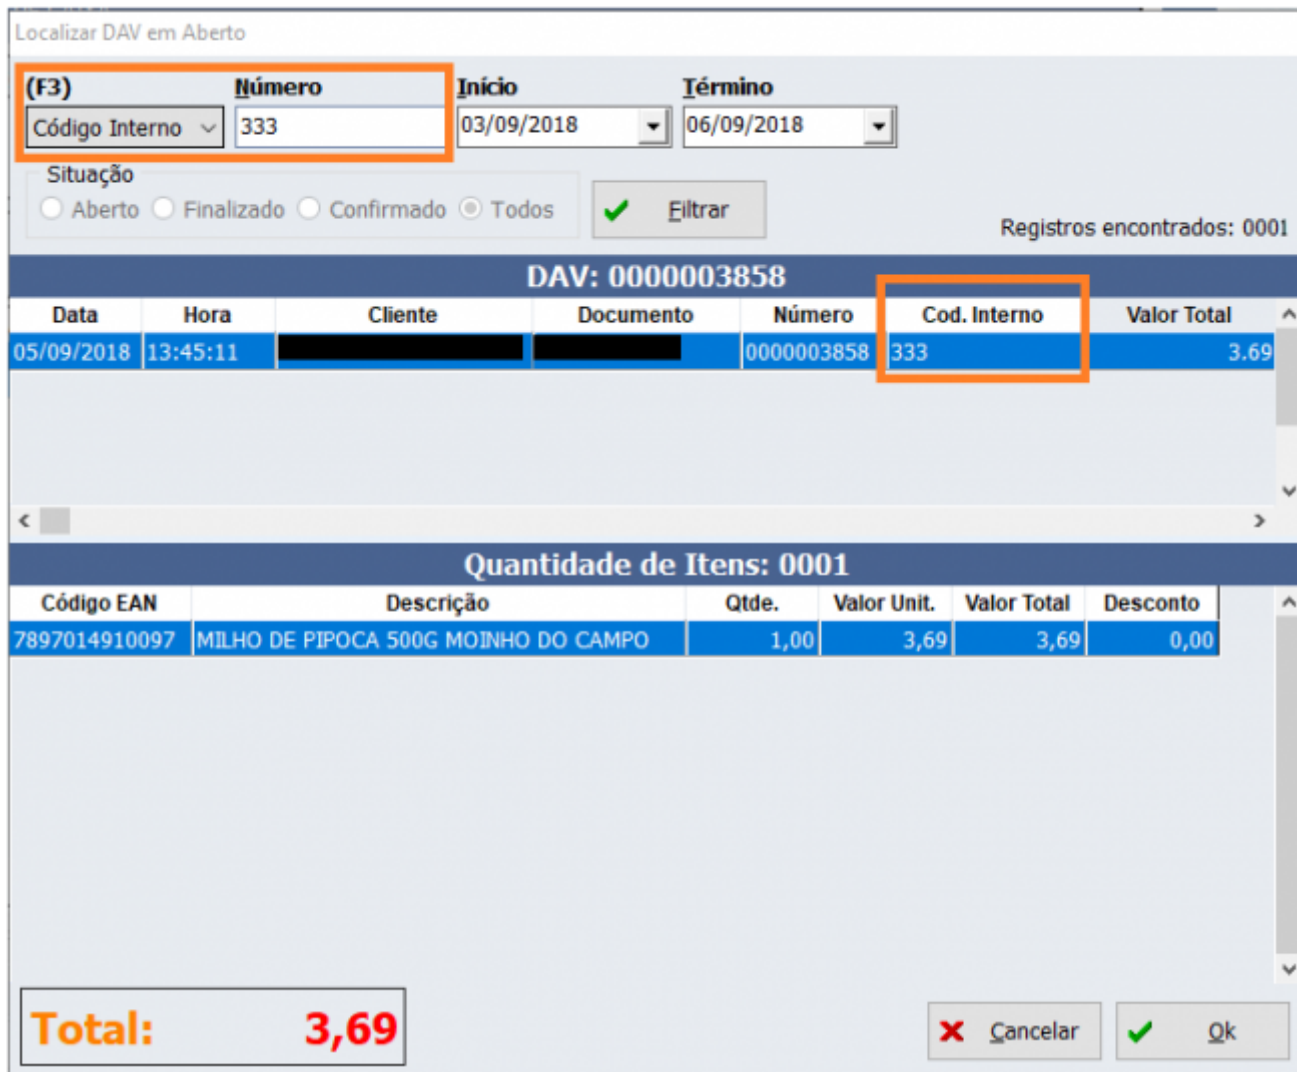 Localizar DAV em Aberto
(F3) Número Início Término
Código Interno 333 03/09/2018 06/09/2018
Situação
Aberto Finalizado Confirmado Todos Filtrar
Registros encontrados: 0001
DAV: 0000003858
Data Hora Cliente Documento Número Cod. Interno Valor Total
05/09/2018 13:45:11 0000003858 333 3.69
Quantidade de Itens: 0001
Código EAN Descrição Qtde. Valor Unit. Valor Total Desconto
7897014910097 MILHO DE PIPOCA 500G MOINHO DO CAMPO 1,00 3,69 3,69 0,00
Total: 3,69 Cancelar Ok